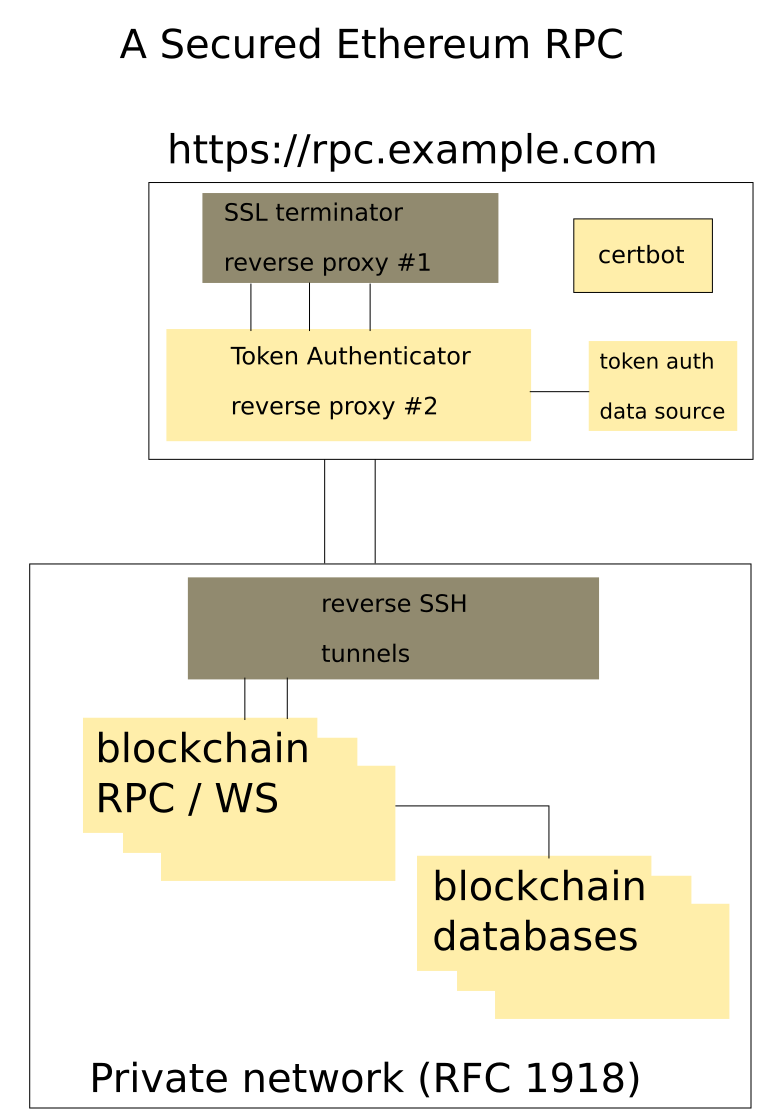 A Secured Ethereum RPC
https://rpc.example.com
SSL terminator
reverse proxy #1
certbot
Token Authenticator
reverse proxy #2
token auth
data source
reverse SSH
tunnels
blockchain
RPC / WS
blockchain
databases
Private network (RFC 1918)